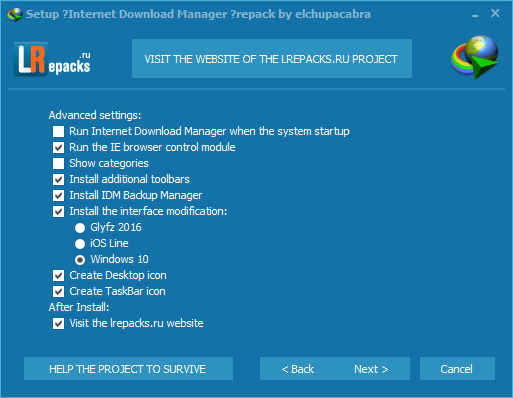 Setup ?Internet Download Manager ?repack by elchupacabra
LRepacks.ru
VISIT THE WEBSITE OF THE LREPACKS.RU PROJECT
Advanced settings:
Run Internet Download Manager when the system startup
Run the IE browser control module
Show categories
Install additional toolbars
Install IDM Backup Manager
Install the interface modification:
Glyfz 2016
iOS Line
Windows 10
Create Desktop icon
Create TaskBar icon
After Install:
Visit the lrepacks.ru website
HELP THE PROJECT TO SURVIVE
< Back
Next >
Cancel